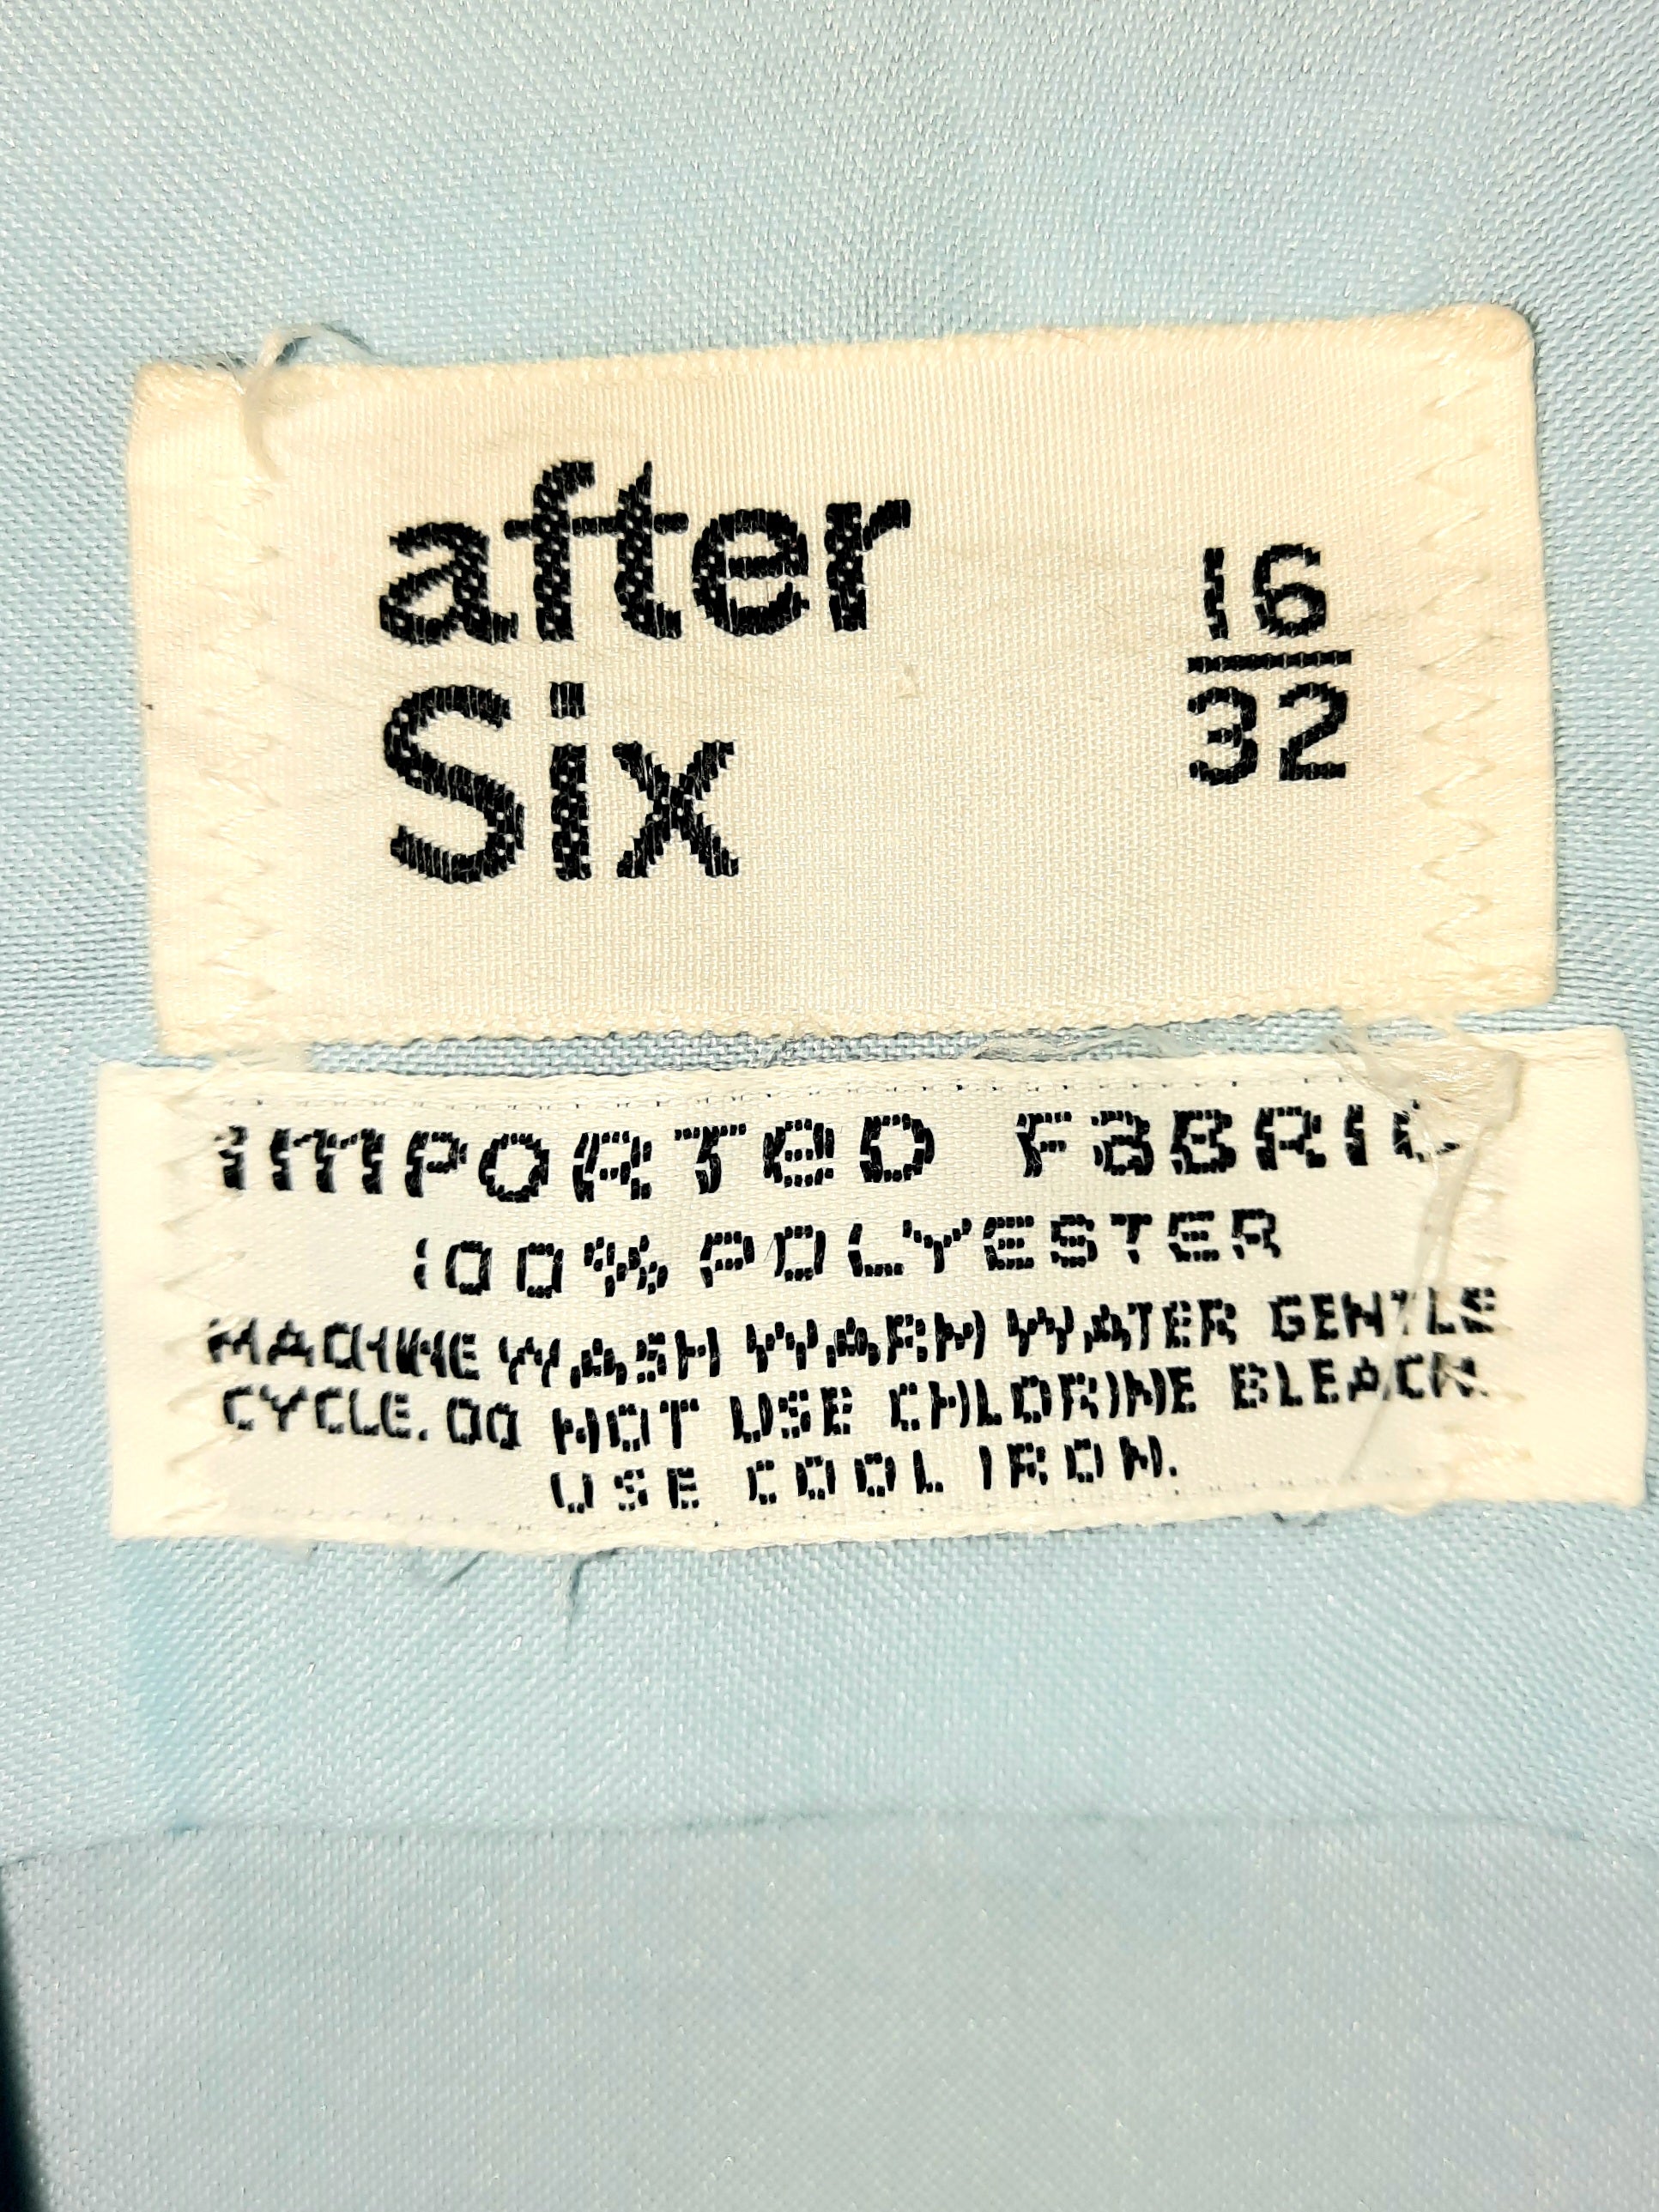 after
Six
16
32
IMPORTED FABRIC
100% POLYESTER
MACHINE WASH WARM WATER GENTLE
CYCLE. DO NOT USE CHLORINE BLEACH.
USE COOL IRON.